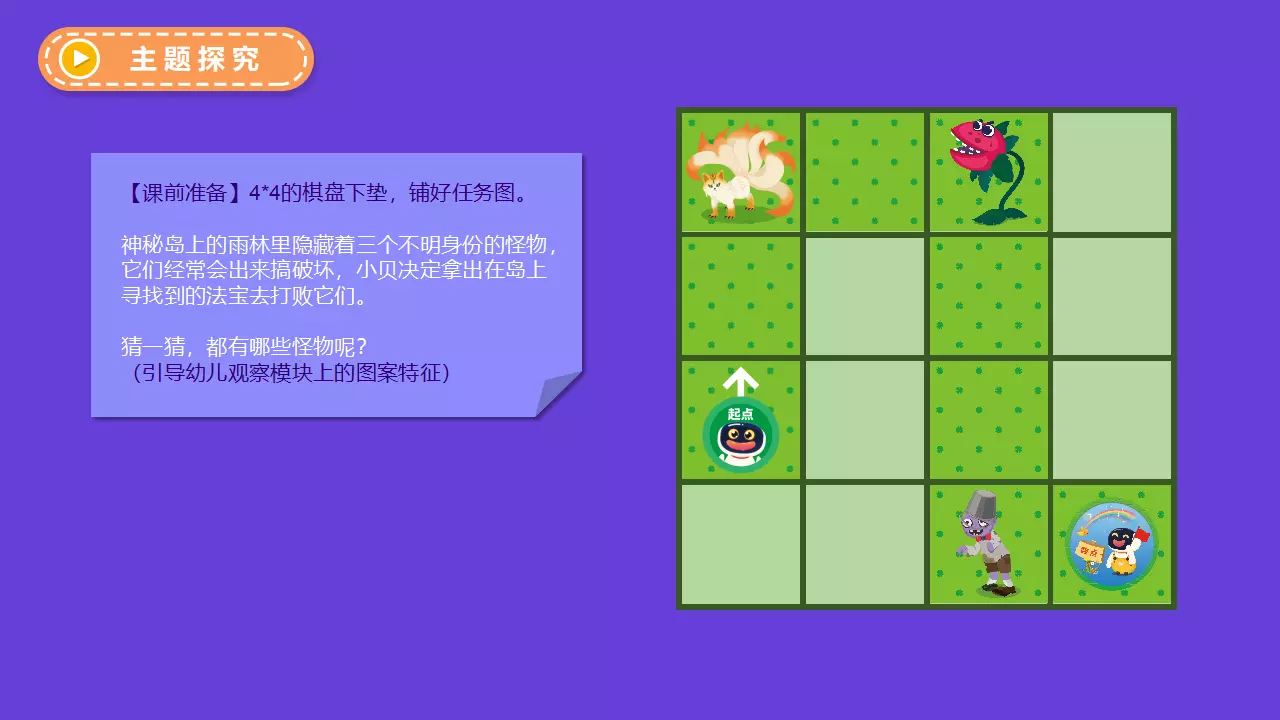 主题探究
【课前准备】4*4的棋盘下垫，铺好任务图。
神秘岛上的雨林里隐藏着三个不明身份的怪物，
它们经常会出来搞破坏，小贝决定拿出在岛上
寻找到的法宝去打败它们。
猜一猜，都有哪些怪物呢？
（引导幼儿观察模块上的图案特征）
起点
终点